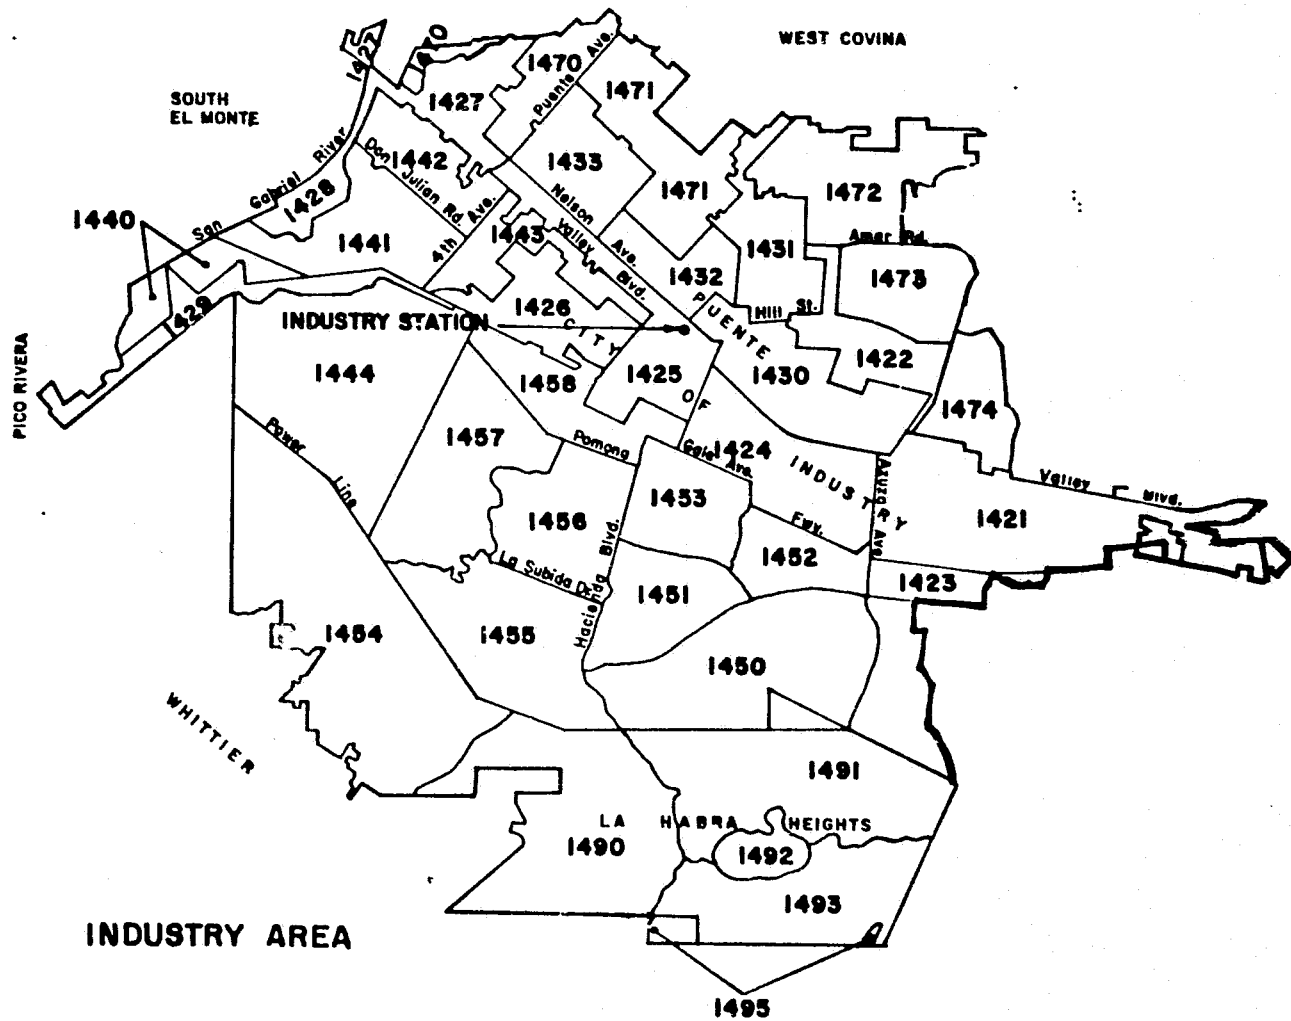 WEST COVINA
SOUTH
EL MONTE
1427
1470
1470
Puente Ave.
1471
1427
San Gabriel River
1428
1442
Don Julian Rd.
1433
1471
1472
1440
1441
4th Ave.
1443
Nelson Ave.
Valley Blvd.
1431
Amar Rd.
1473
1432
Hill St.
1426
INDUSTRY STATION
CITY
PUENTE
1444
1458
1425
1430
1422
PICO RIVERA
OF
1474
Power Line
1457
Pomona
1424
Gale Ave.
INDUSTRY
Azusa Ave.
Valley Blvd.
1456
1453
Fwy.
1421
1452
La Subida Dr.
Hacienda Blvd.
1451
1423
1454
1455
1450
WHITTIER
1491
LA HABRA HEIGHTS
1490
1492
1493
INDUSTRY AREA
1495